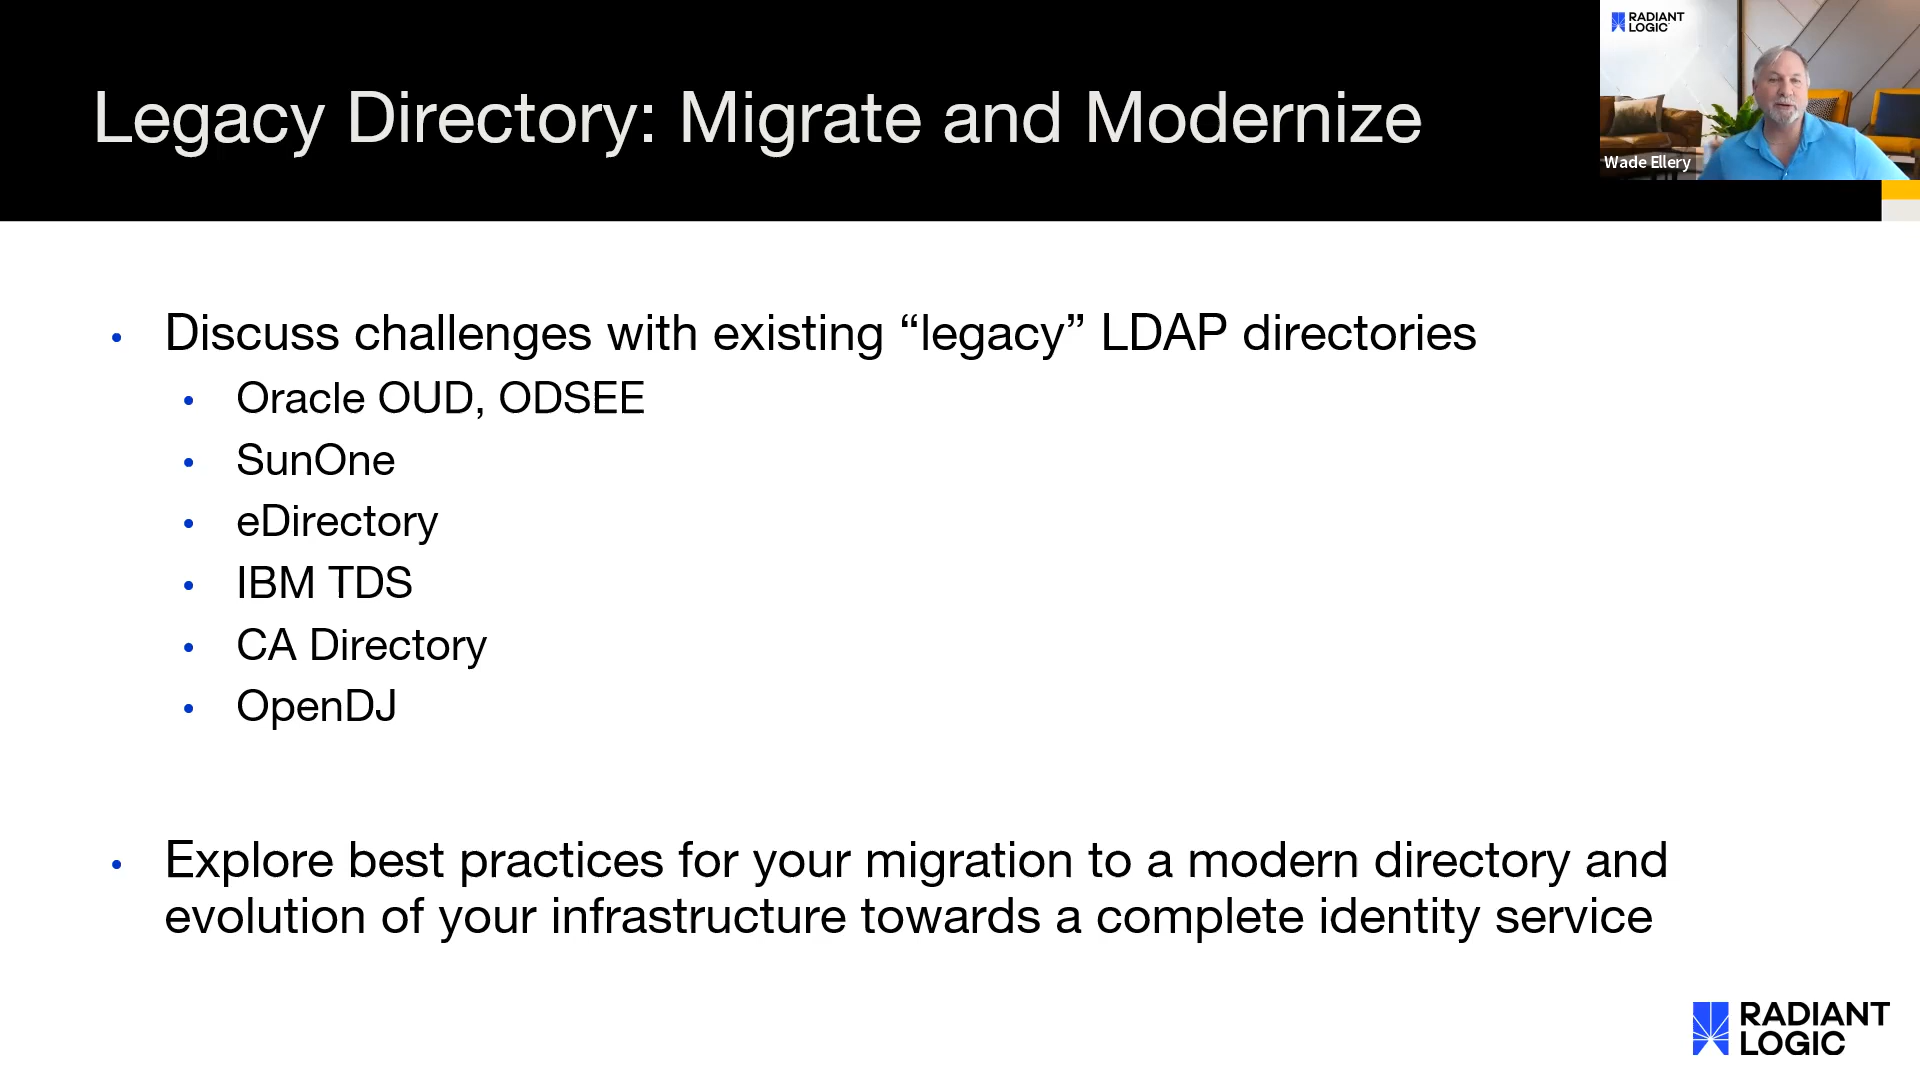 RADIANT
LOGIC
Legacy Directory: Migrate and Modernize
Wade Ellery
• Discuss challenges with existing “legacy” LDAP directories
• Oracle OUD, ODSEE
• SunOne
• eDirectory
• IBM TDS
• CA Directory
• OpenDJ
• Explore best practices for your migration to a modern directory and
evolution of your infrastructure towards a complete identity service
RADIANT
LOGIC